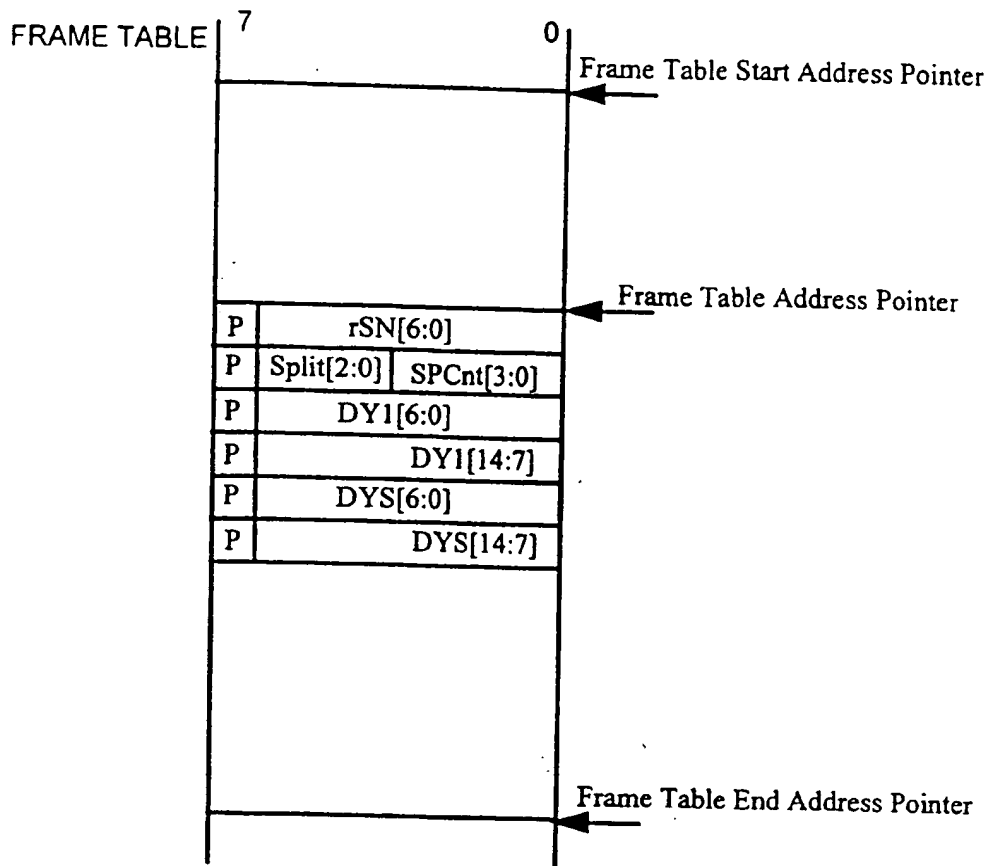 FRAME TABLE 7 0
Frame Table Start Address Pointer
Frame Table Address Pointer
P rSN[6:0]
P Split[2:0] SPCnt[3:0]
P DY1[6:0]
P DY1[14:7]
P DYS[6:0]
P DYS[14:7]
Frame Table End Address Pointer